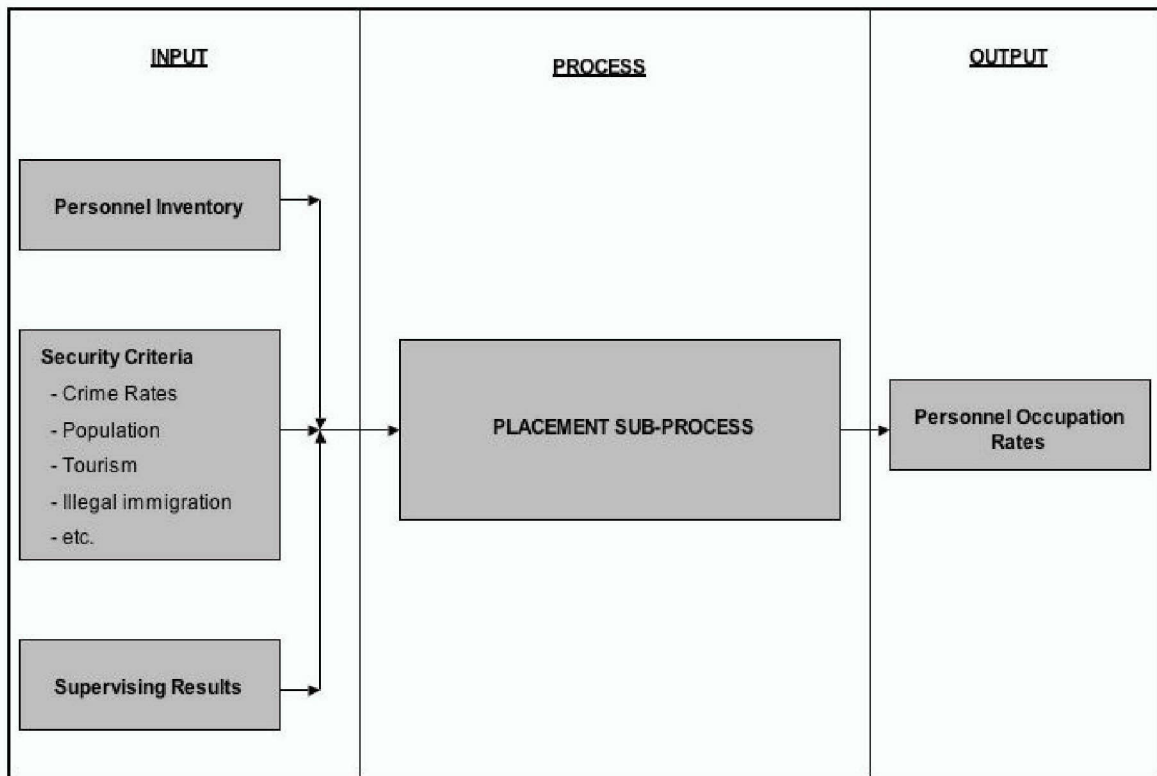 INPUT
PROCESS
OUTPUT
Personnel Inventory
Security Criteria
- Crime Rates
- Population
- Tourism
- Illegal immigration
- etc.
Supervising Results
PLACEMENT SUB-PROCESS
Personnel Occupation
Rates